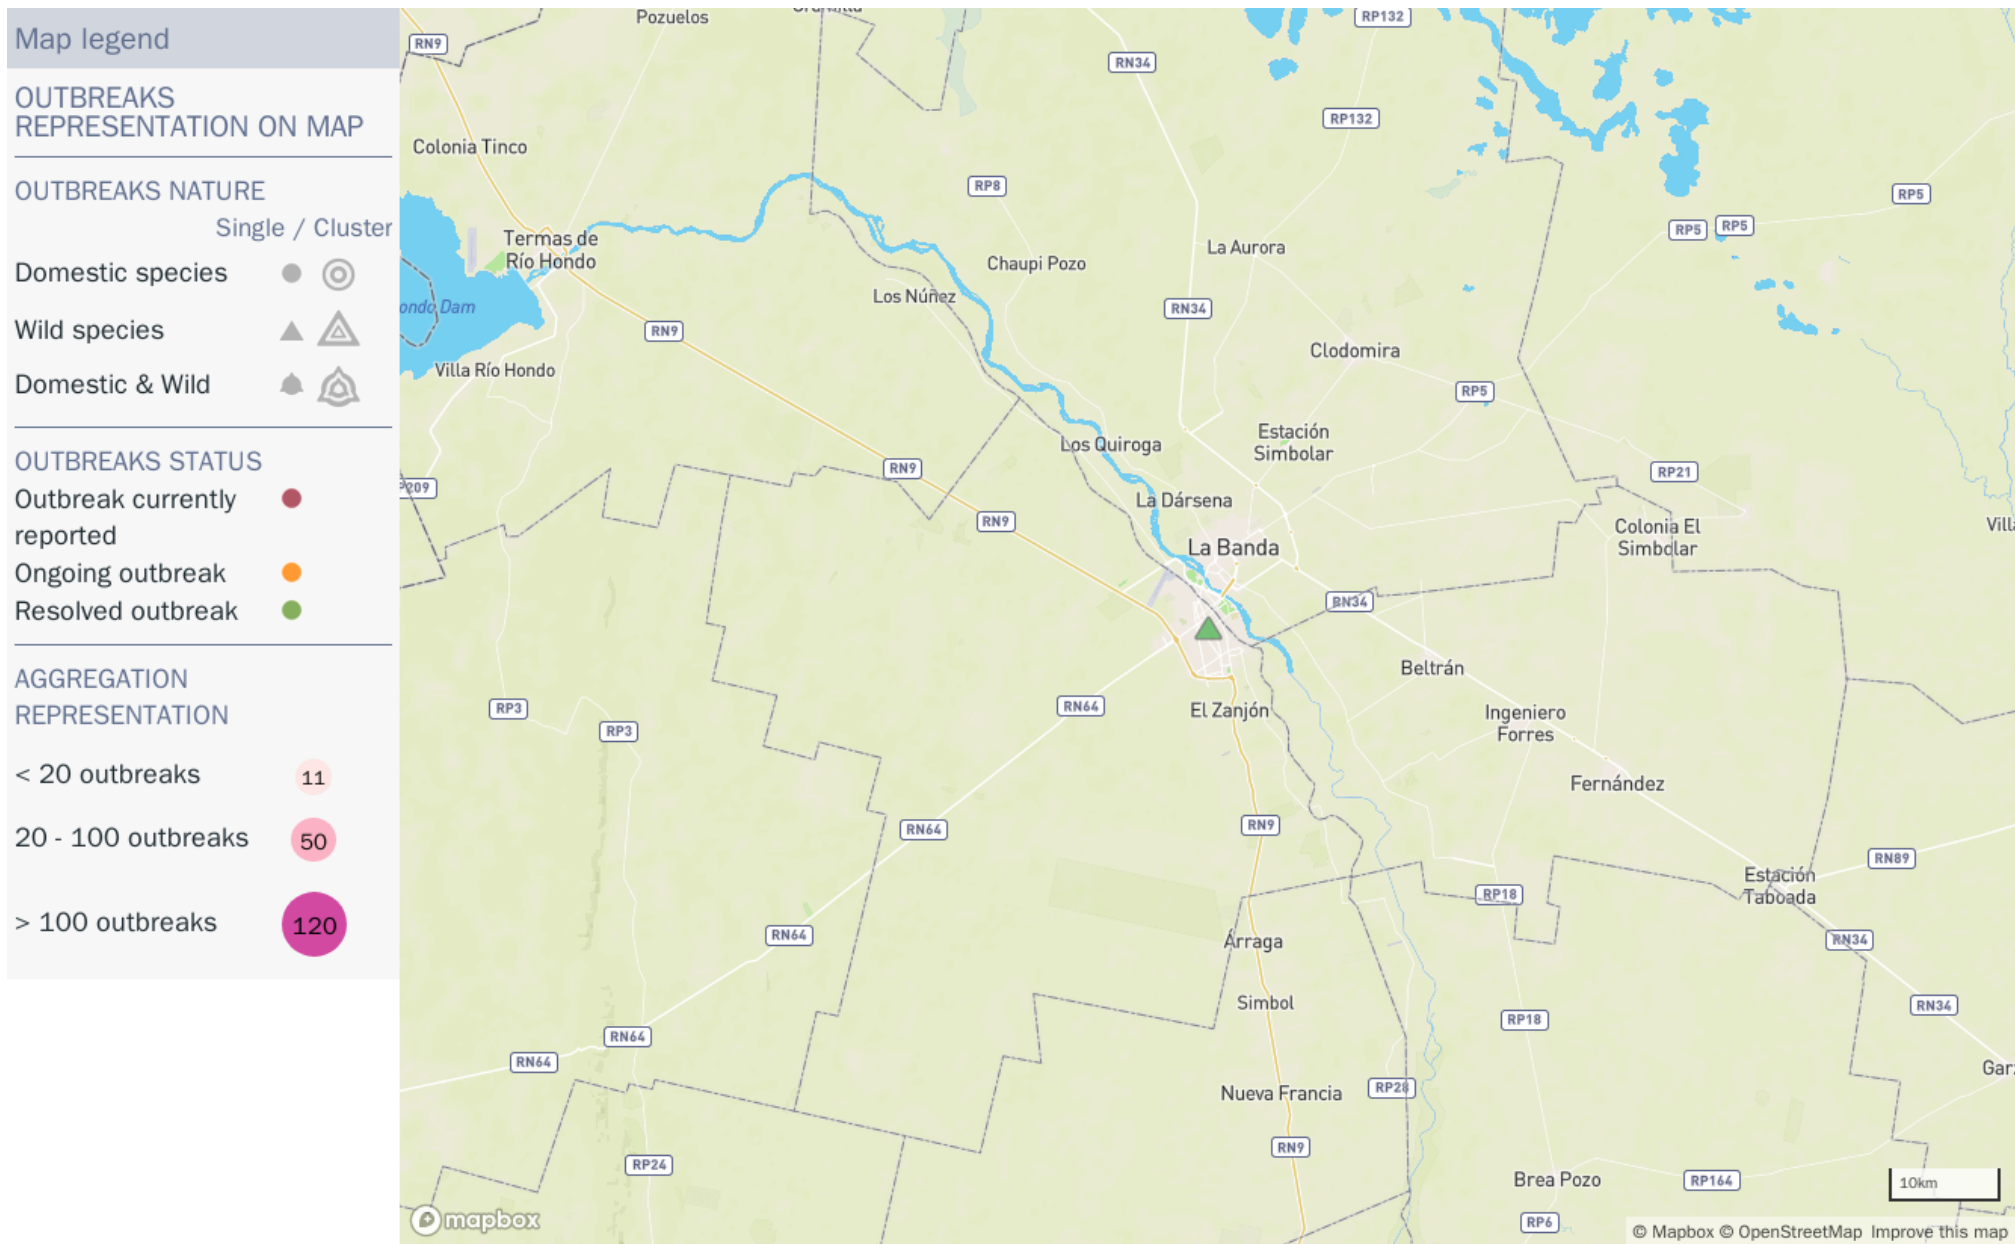 Map legend
OUTBREAKS
REPRESENTATION ON MAP
OUTBREAKS NATURE
Single / Cluster
Domestic species
Wild species
Domestic & Wild
OUTBREAKS STATUS
Outbreak currently
reported
Ongoing outbreak
Resolved outbreak
AGGREGATION
REPRESENTATION
< 20 outbreaks 11
20 - 100 outbreaks 50
> 100 outbreaks 120
Pozuelos
RP132
RN9
RN34
RP132
Colonia Tinco
RP8
RP5
RP5
RP5
Termas de
Río Hondo
La Aurora
Chaupi Pozo
Los Núñez
ondo Dam
RN34
RN9
Clodomira
Villa Río Hondo
RP5
Estación
Simbolar
Los Quiroga
RN9
RP21
P209
La Dársena
RN9
Colonia El
Simbolar
Vill
La Banda
RN34
Beltrán
RP3
RN64
El Zanjón
Ingeniero
Forres
RP3
Fernández
RN64
RN9
RN89
Estación
Taboada
RP18
RN64
Árraga
RN34
Simbol
RN34
RP18
RN64
RN64
Gar
Nueva Francia
RP28
RN9
RP24
Brea Pozo
RP164
10km
RP6
mapbox
© Mapbox © OpenStreetMap Improve this map